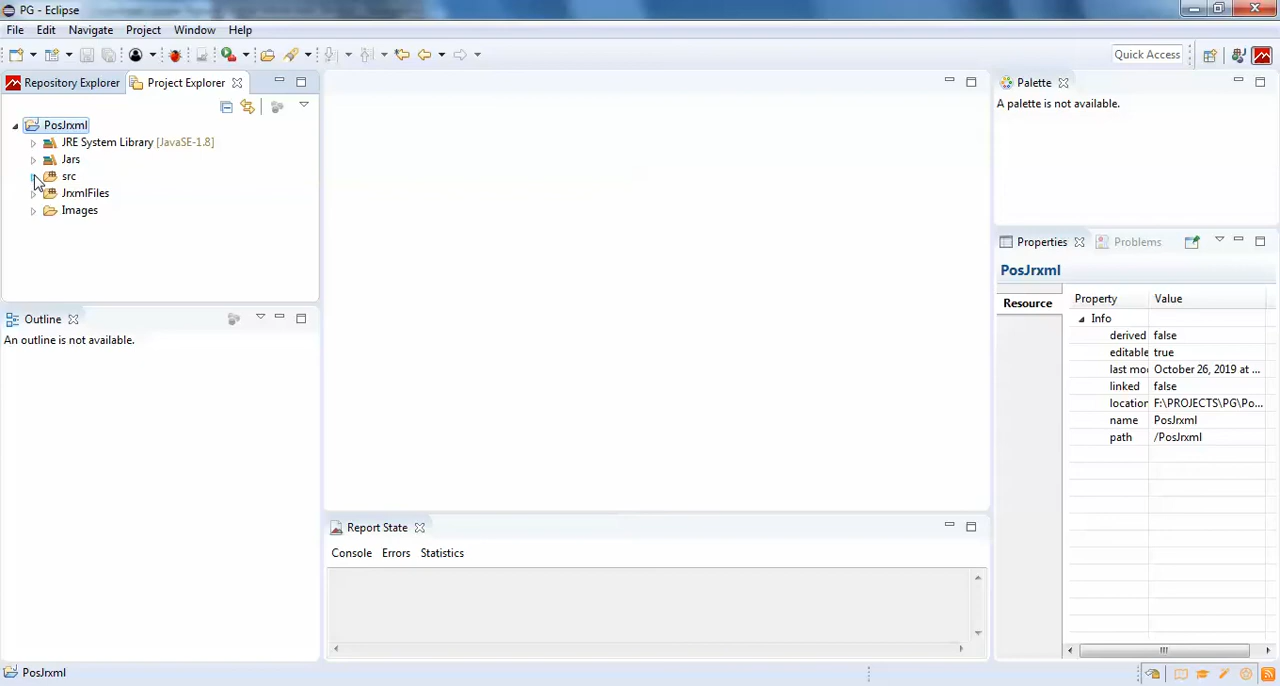 PG - Eclipse
File Edit Navigate Project Window Help
Quick Access
Repository Explorer Project Explorer
PosJrxml
JRE System Library [JavaSE-1.8]
Jars
src
JrxmlFiles
Images
Outline
An outline is not available.
Report State
Console Errors Statistics
Palette
A palette is not available.
Properties Problems
PosJrxml
Resource
Property Value
Info
derived false
editable true
last mod October 26, 2019 at ...
linked false
location F:\PROJECTS\PG\Po...
name PosJrxml
path /PosJrxml
PosJrxml